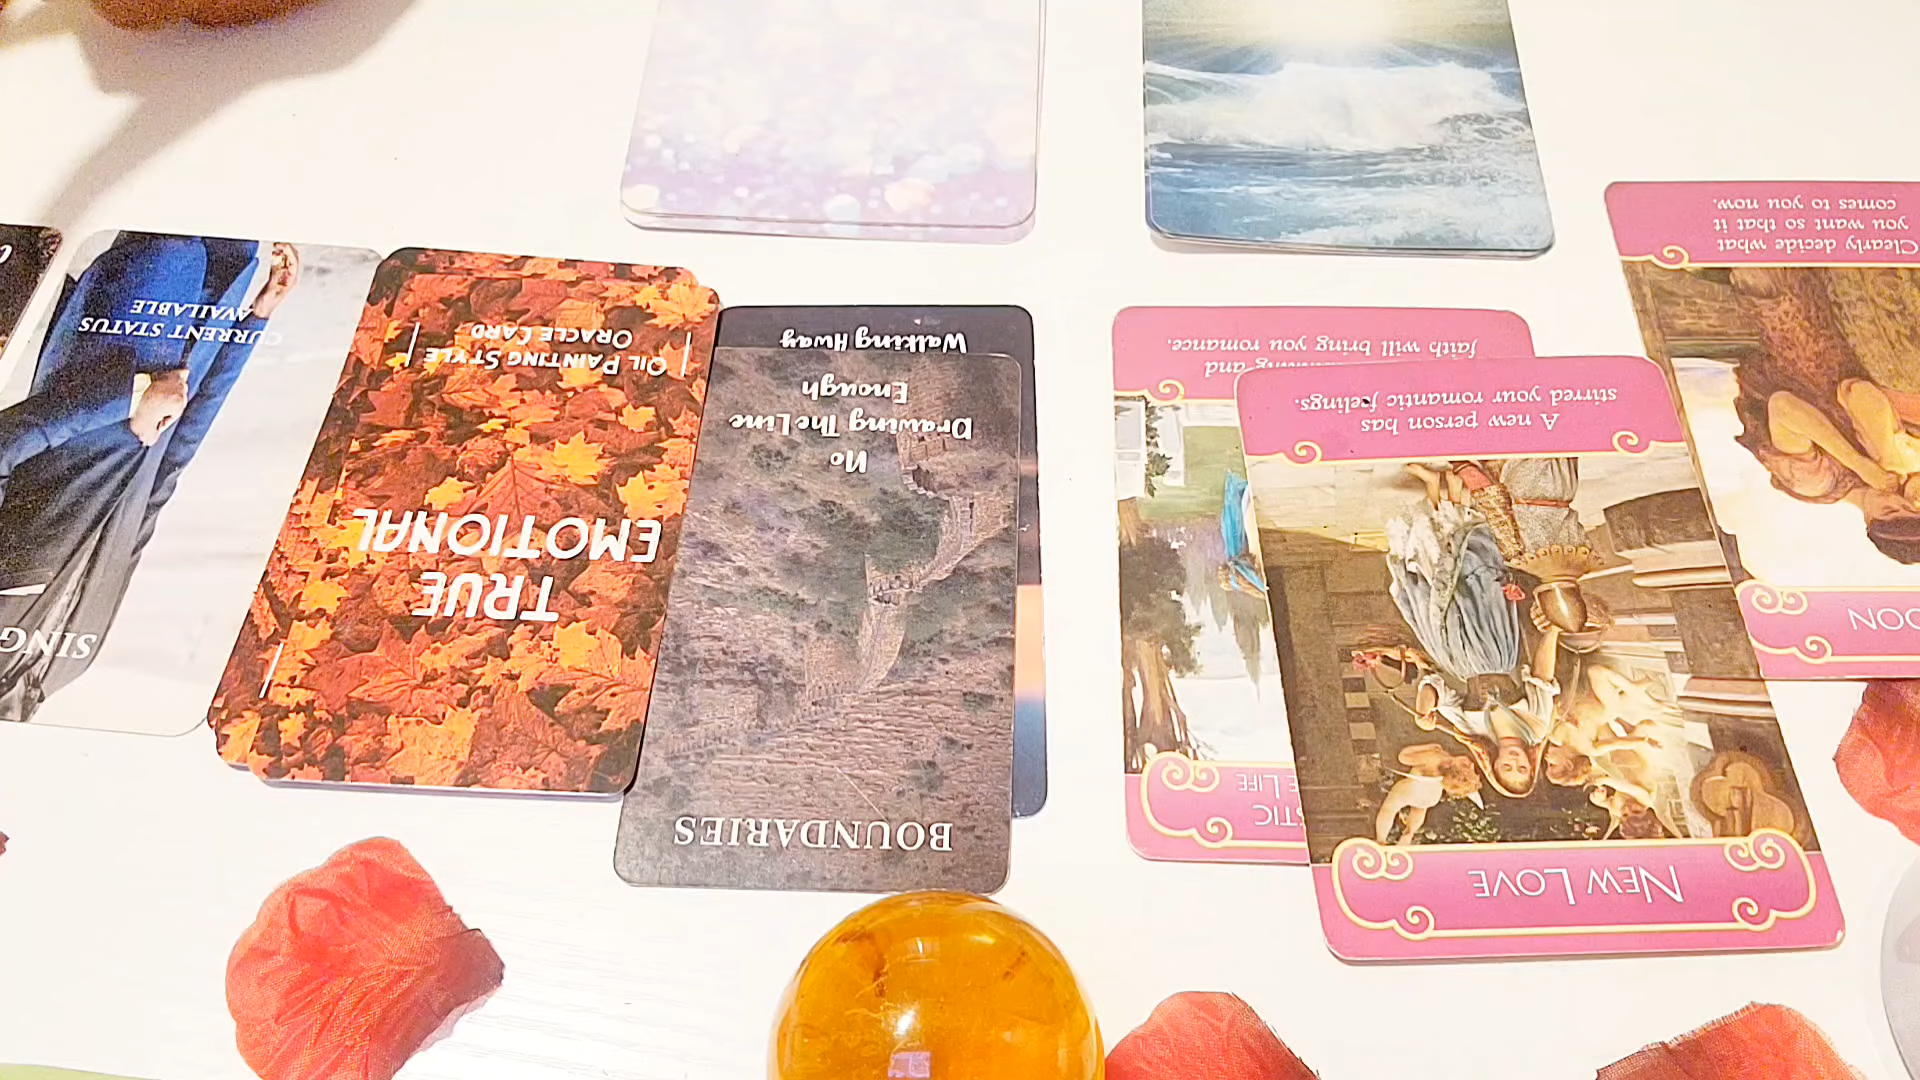 CURRENT STATUS
AVAILABLE
SING
TRUE
EMOTIONAL
OIL PAINTING STYLE
ORACLE CARD
Walking Away
BOUNDARIES
No
Drawing The Line
Enough
and
faith will bring you romance.
LIFE
New Love
A new person has
stirred your romantic feelings.
Clearly decide what
you want so that it
comes to you now.